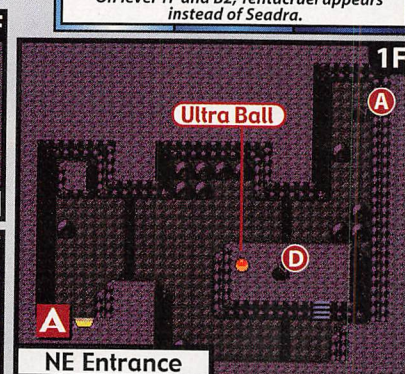 On level 1F and B2, Tentacruel appears
instead of Seadra.
1F
A
Ultra Ball
D
A
NE Entrance